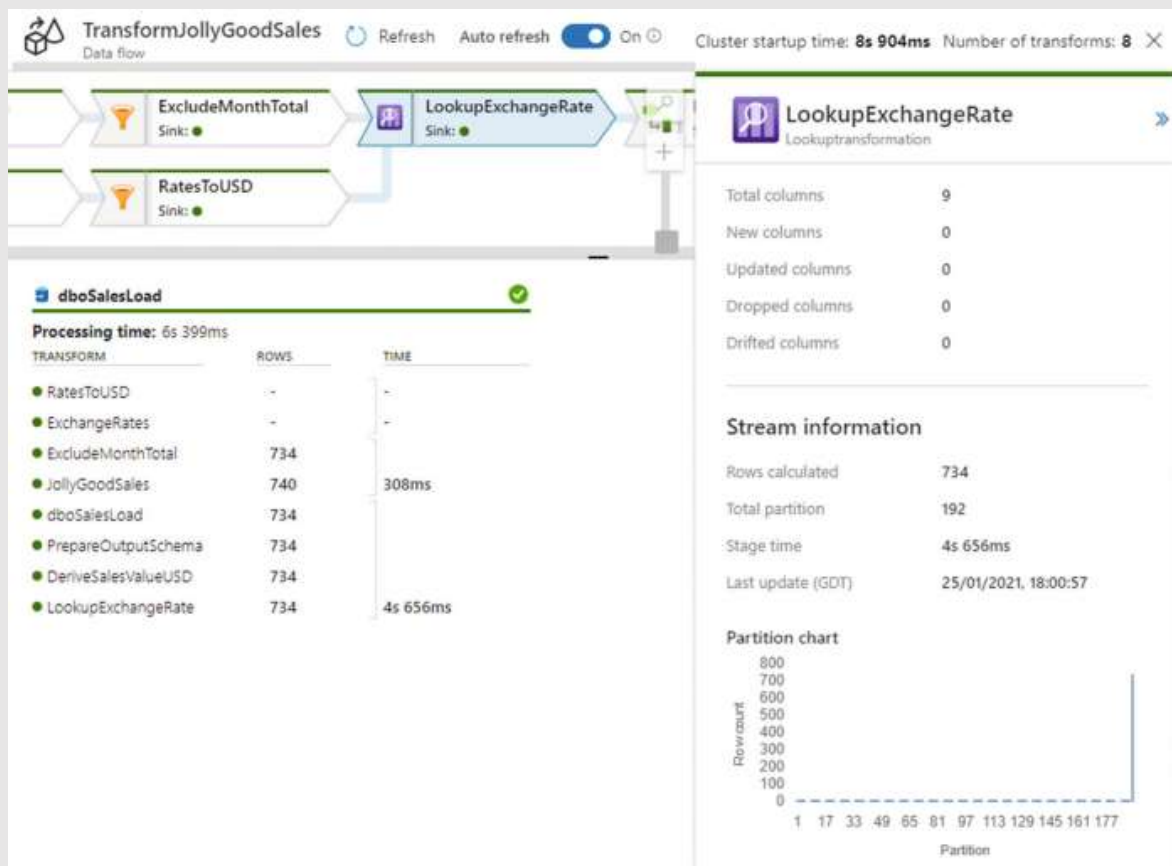 TransformJollyGoodSales
Data flow
Refresh Auto refresh On
Cluster startup time: 8s 904ms Number of transforms: 8
ExcludeMonthTotal
Sink:
LookupExchangeRate
Sink:
RatesToUSD
Sink:
dboSalesLoad
Processing time: 6s 399ms
TRANSFORM ROWS TIME
RatesToUSD - -
ExchangeRates - -
ExcludeMonthTotal 734
JollyGoodSales 740 308ms
dboSalesLoad 734
PrepareOutputSchema 734
DeriveSalesValueUSD 734
LookupExchangeRate 734 4s 656ms
LookupExchangeRate
Lookuptransformation
Total columns 9
New columns 0
Updated columns 0
Dropped columns 0
Drifted columns 0
Stream information
Rows calculated 734
Total partition 192
Stage time 4s 656ms
Last update (GDT) 25/01/2021, 18:00:57
Partition chart
Row count
800
700
600
500
400
300
200
100
0
1 17 33 49 65 81 97 113 129 145 161 177
Partition